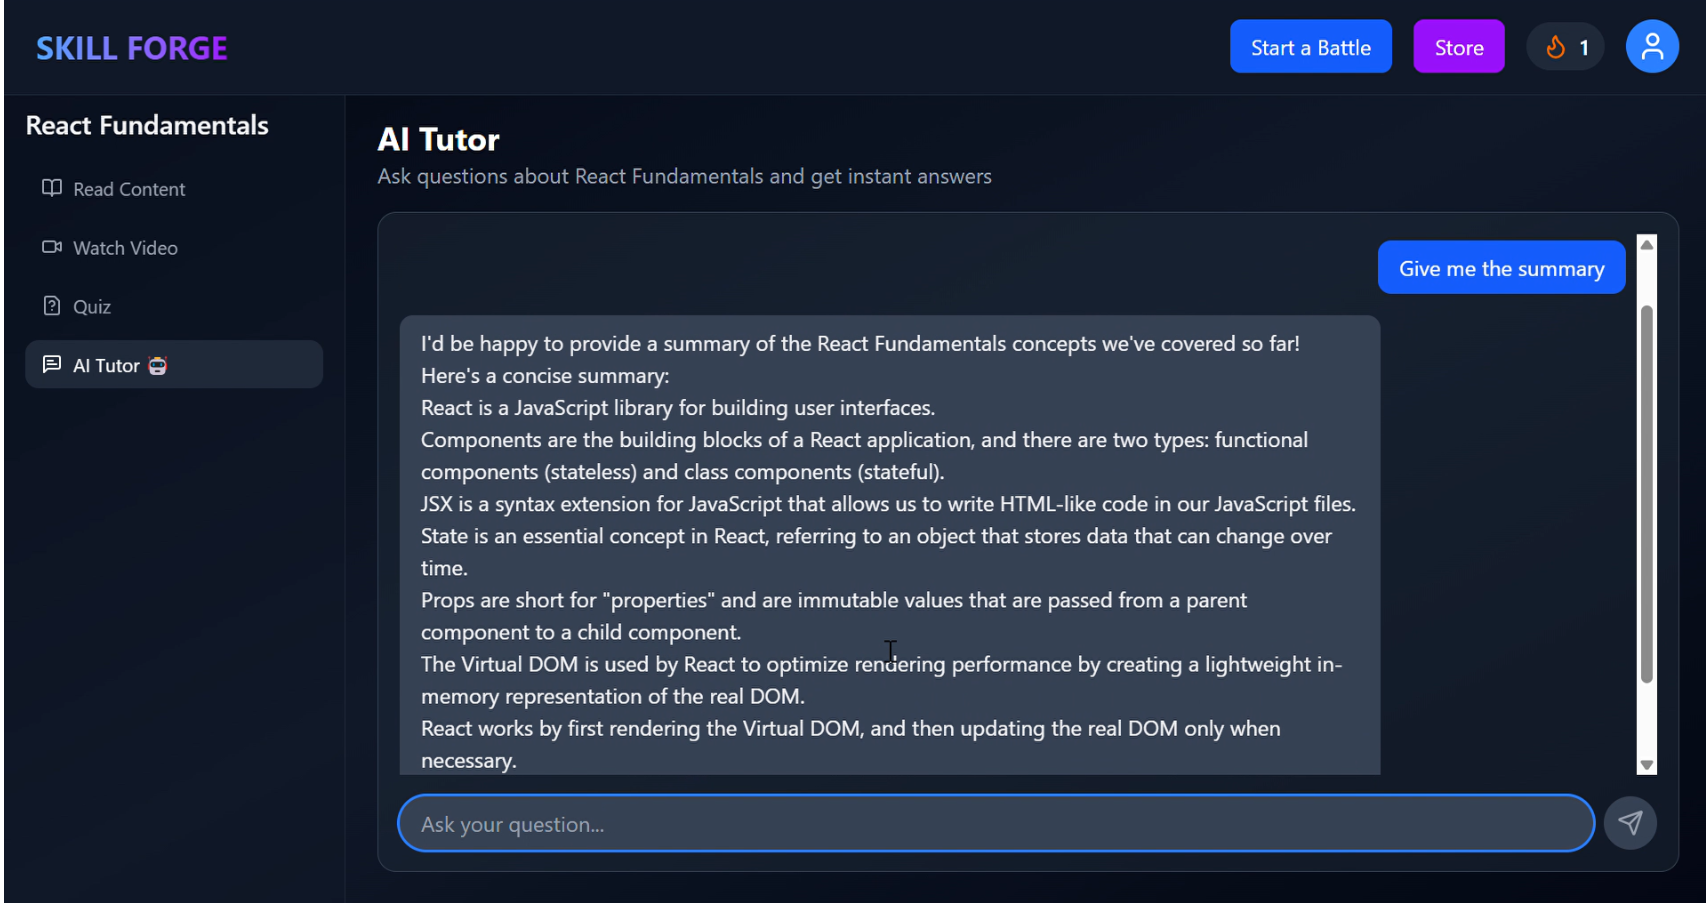 SKILL FORGE
Start a Battle
Store
1
React Fundamentals
Read Content
Watch Video
Quiz
AI Tutor
AI Tutor
Ask questions about React Fundamentals and get instant answers
Give me the summary
I'd be happy to provide a summary of the React Fundamentals concepts we've covered so far!
Here's a concise summary:
React is a JavaScript library for building user interfaces.
Components are the building blocks of a React application, and there are two types: functional
components (stateless) and class components (stateful).
JSX is a syntax extension for JavaScript that allows us to write HTML-like code in our JavaScript files.
State is an essential concept in React, referring to an object that stores data that can change over
time.
Props are short for "properties" and are immutable values that are passed from a parent
component to a child component.
The Virtual DOM is used by React to optimize rendering performance by creating a lightweight in-
memory representation of the real DOM.
React works by first rendering the Virtual DOM, and then updating the real DOM only when
necessary.
Ask your question...